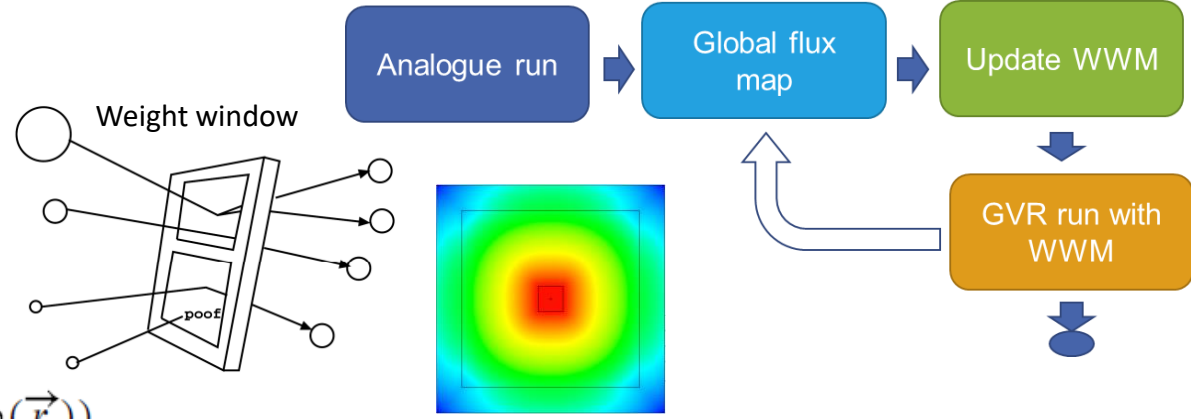 Analogue run
Global flux
map
Update WWM
Weight window
GVR run with
WWM
poof
(r))